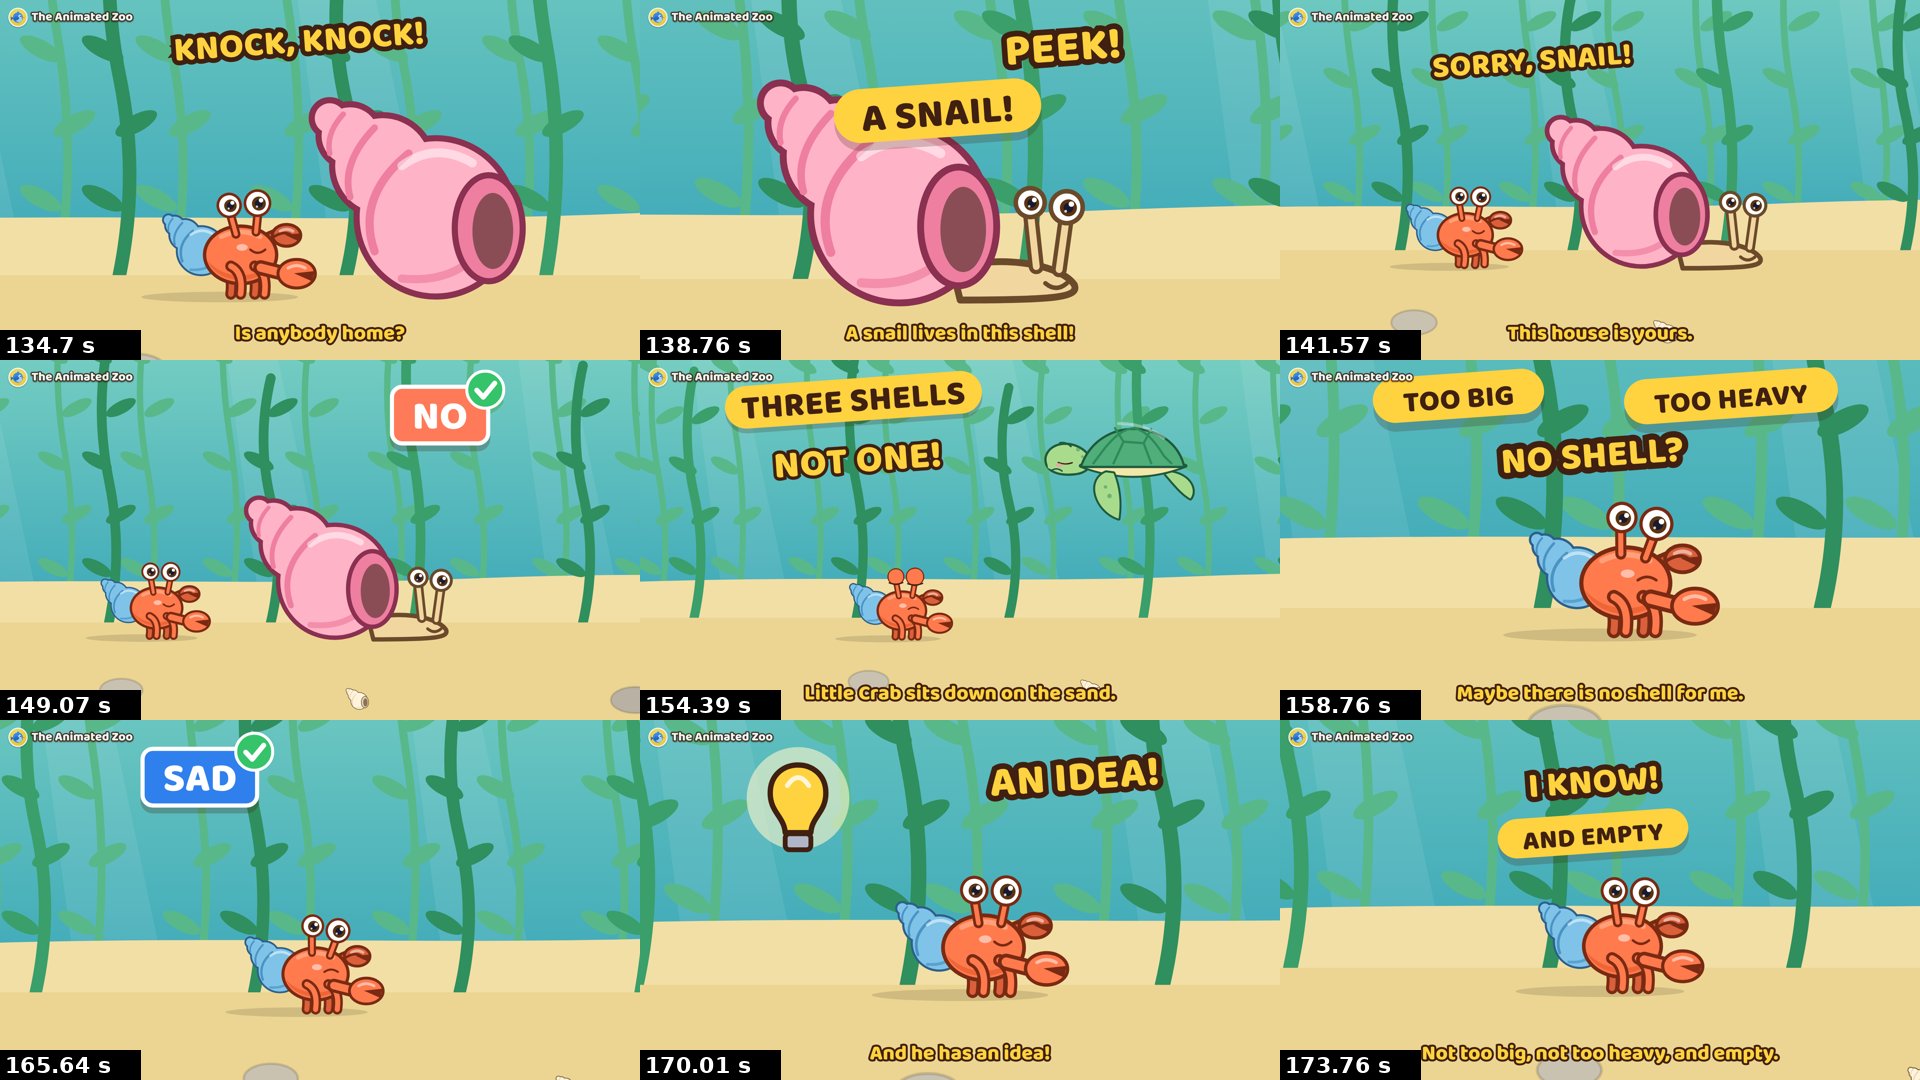 The Animated Zoo
KNOCK, KNOCK!
Is anybody home?
134.7 s
The Animated Zoo
PEEK!
A SNAIL!
A snail lives in this shell!
138.76 s
The Animated Zoo
SORRY, SNAIL!
This house is yours.
141.57 s
The Animated Zoo
NO
149.07 s
The Animated Zoo
THREE SHELLS
NOT ONE!
Little Crab sits down on the sand.
154.39 s
The Animated Zoo
TOO BIG
TOO HEAVY
NO SHELL?
Maybe there is no shell for me.
158.76 s
The Animated Zoo
SAD
165.64 s
The Animated Zoo
AN IDEA!
And he has an idea!
170.01 s
The Animated Zoo
I KNOW!
AND EMPTY
Not too big, not too heavy, and empty.
173.76 s